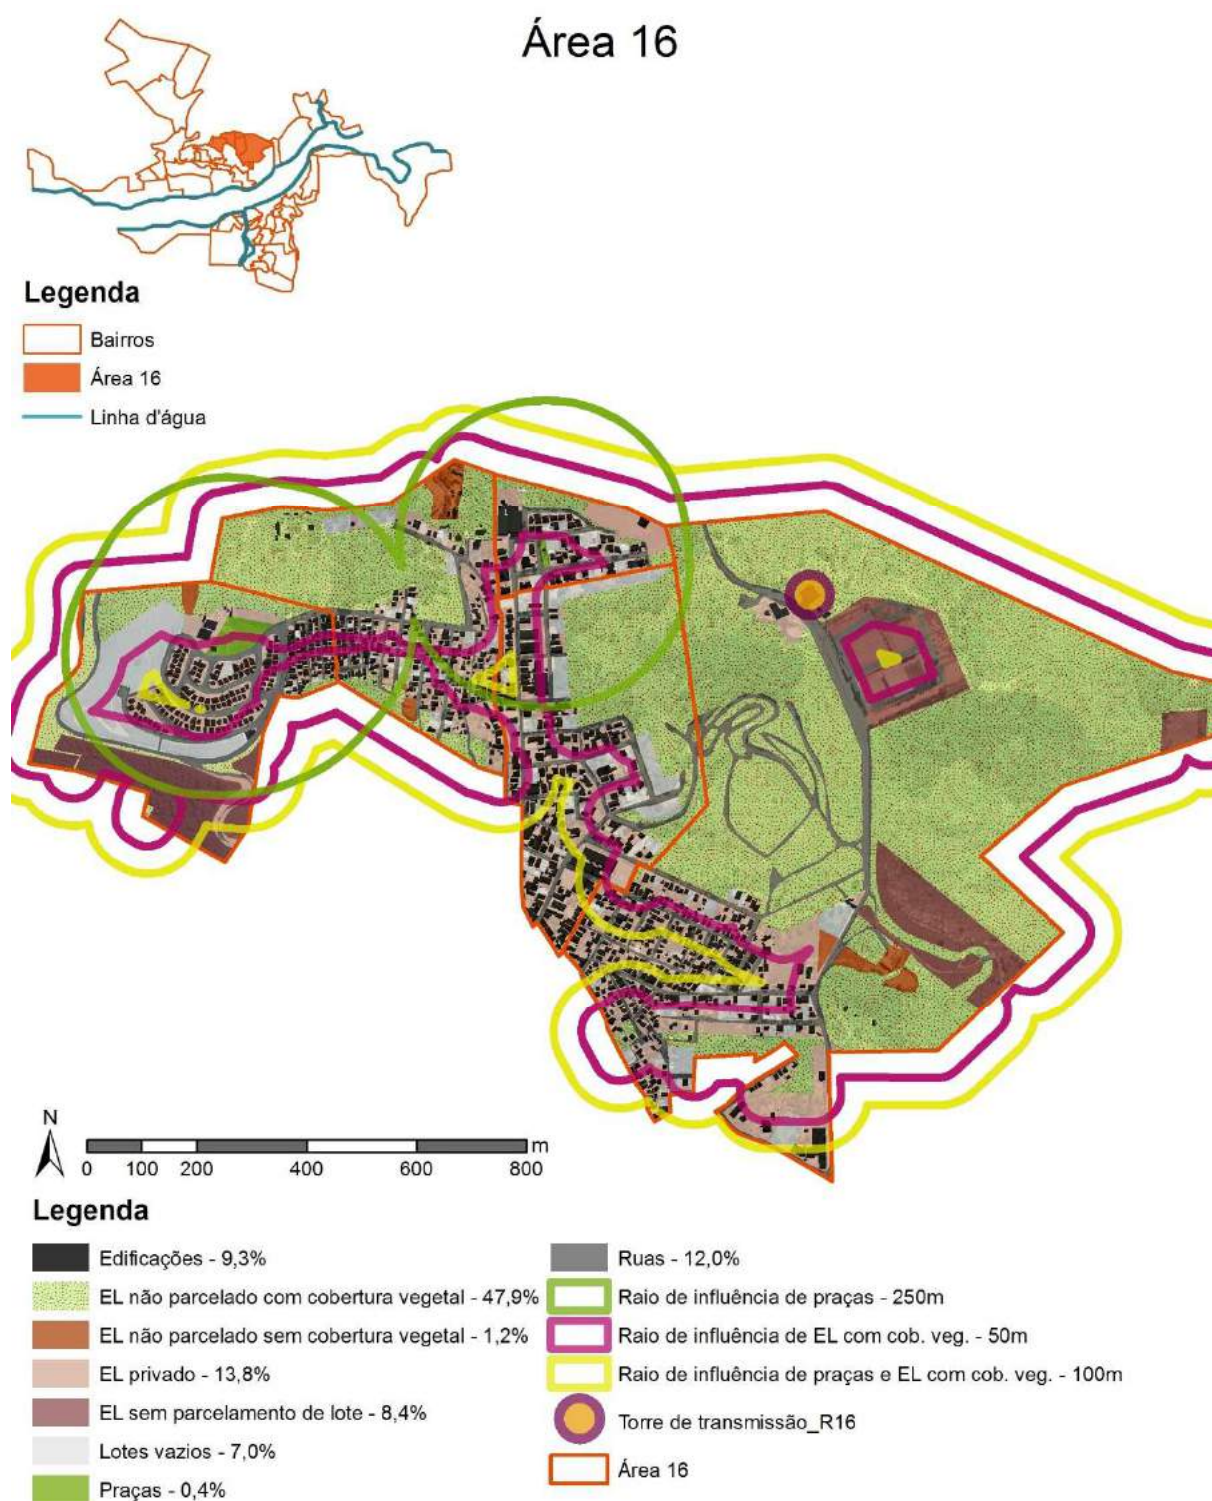 Área 16
Legenda
Bairros
Área 16
Linha d'água
N
0 100 200 400 600 800 m
Legenda
Edificações - 9,3%
EL não parcelado com cobertura vegetal - 47,9%
EL não parcelado sem cobertura vegetal - 1,2%
EL privado - 13,8%
EL sem parcelamento de lote - 8,4%
Lotes vazios - 7,0%
Praças - 0,4%
Ruas - 12,0%
Raio de influência de praças - 250m
Raio de influência de EL com cob. veg. - 50m
Raio de influência de praças e EL com cob. veg. - 100m
Torre de transmissão_R16
Área 16